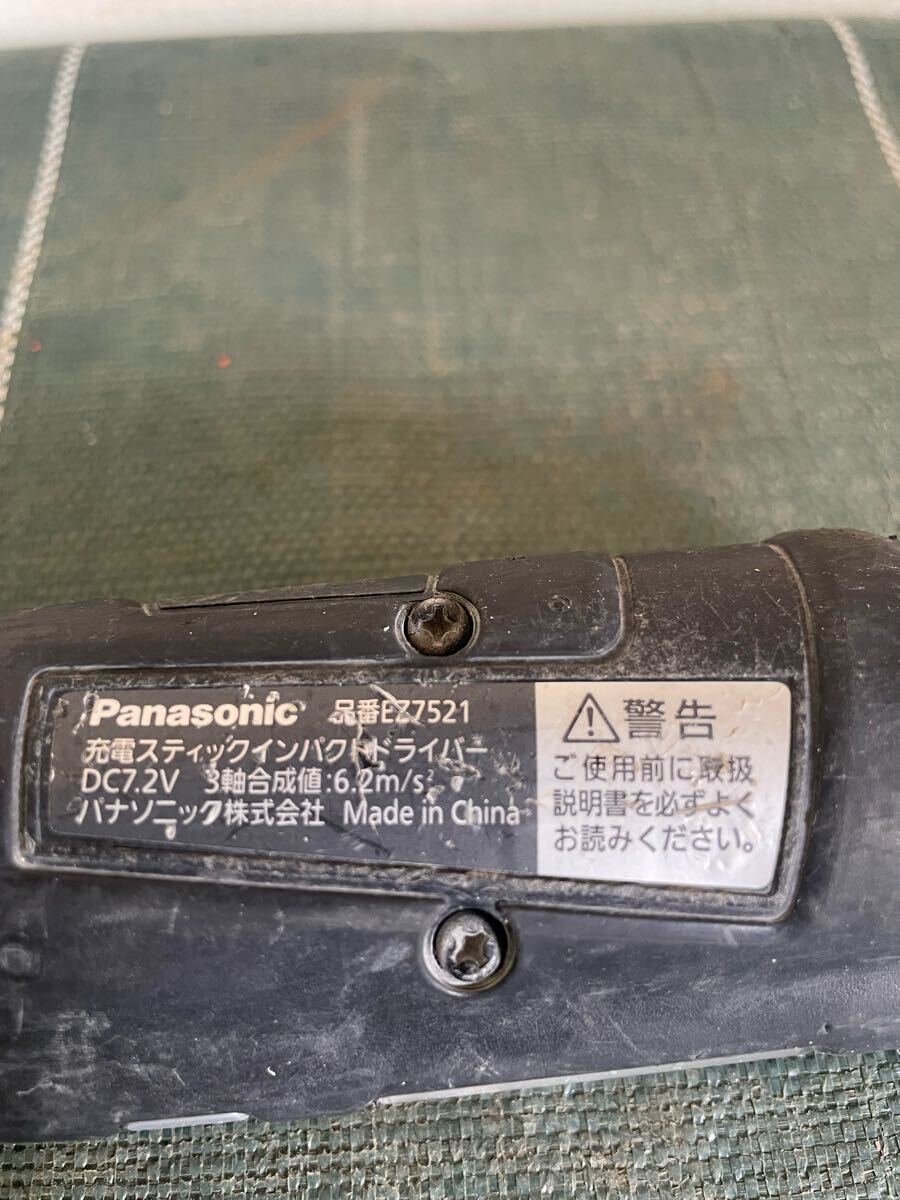 Panasonic 品番EZ7521
充電スティックインパクトドライバー
DC7.2V 3軸合成値:6.2m/s²
パナソニック株式会社 Made in China
警告
ご使用前に取扱
説明書を必ずよく
お読みください。